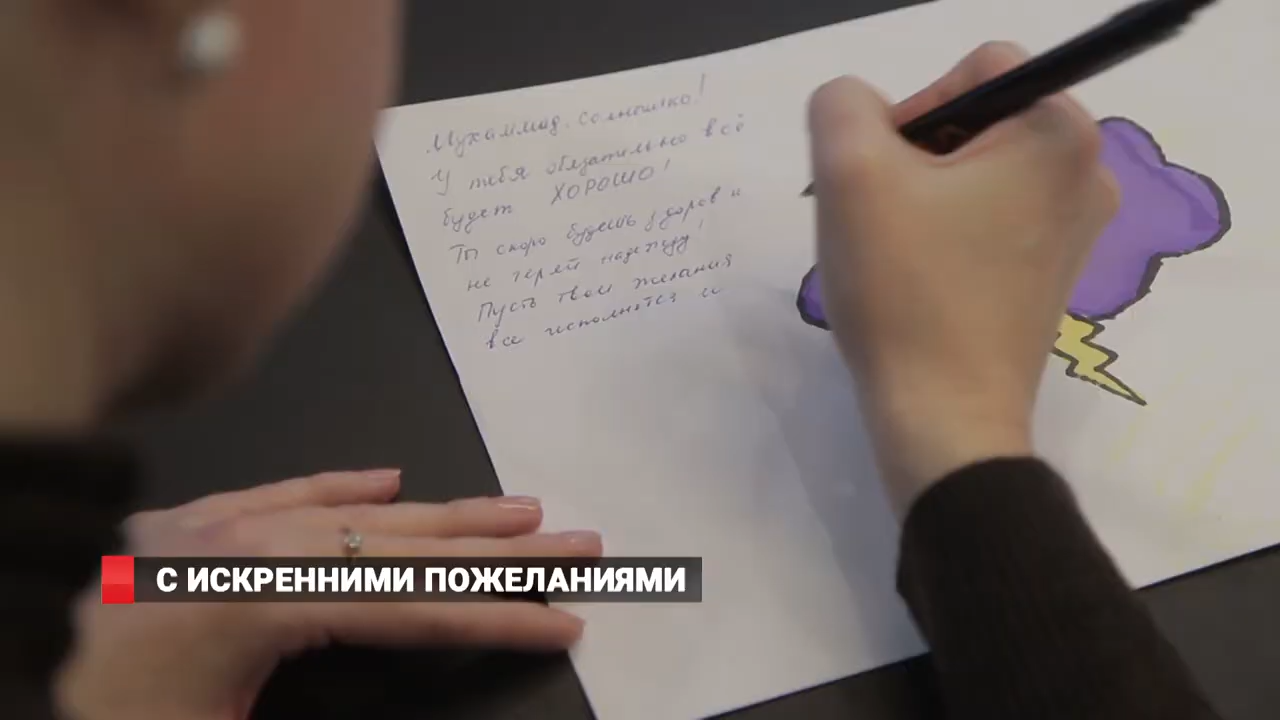 Мухаммад, солнышко!
У тебя обязательно всё
будет ХОРОШО!
Ты скоро будешь здоров и
не теряй надежду!
Пусть твои желания
все исполнятся и
С ИСКРЕННИМИ ПОЖЕЛАНИЯМИ